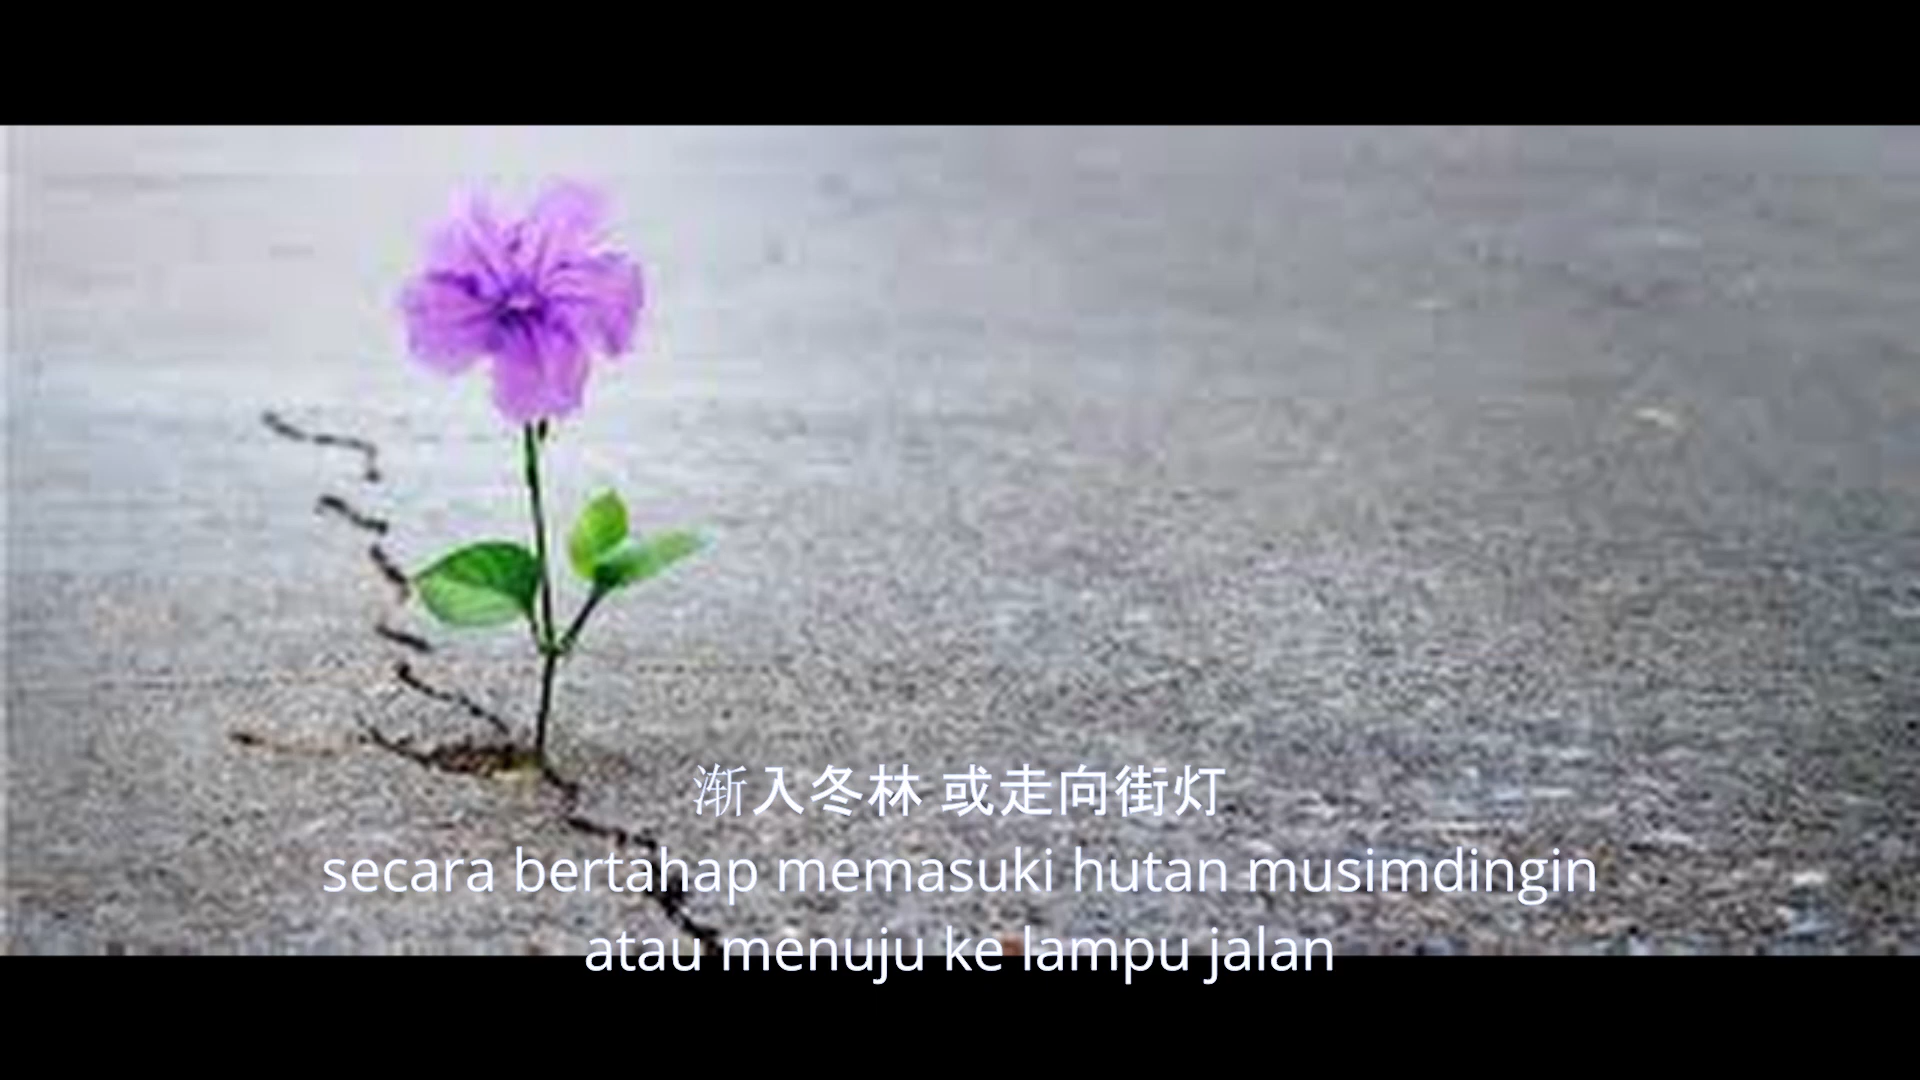 渐入冬林 或走向街灯
secara bertahap memasuki hutan musimdingin
atau menuju ke lampu jalan